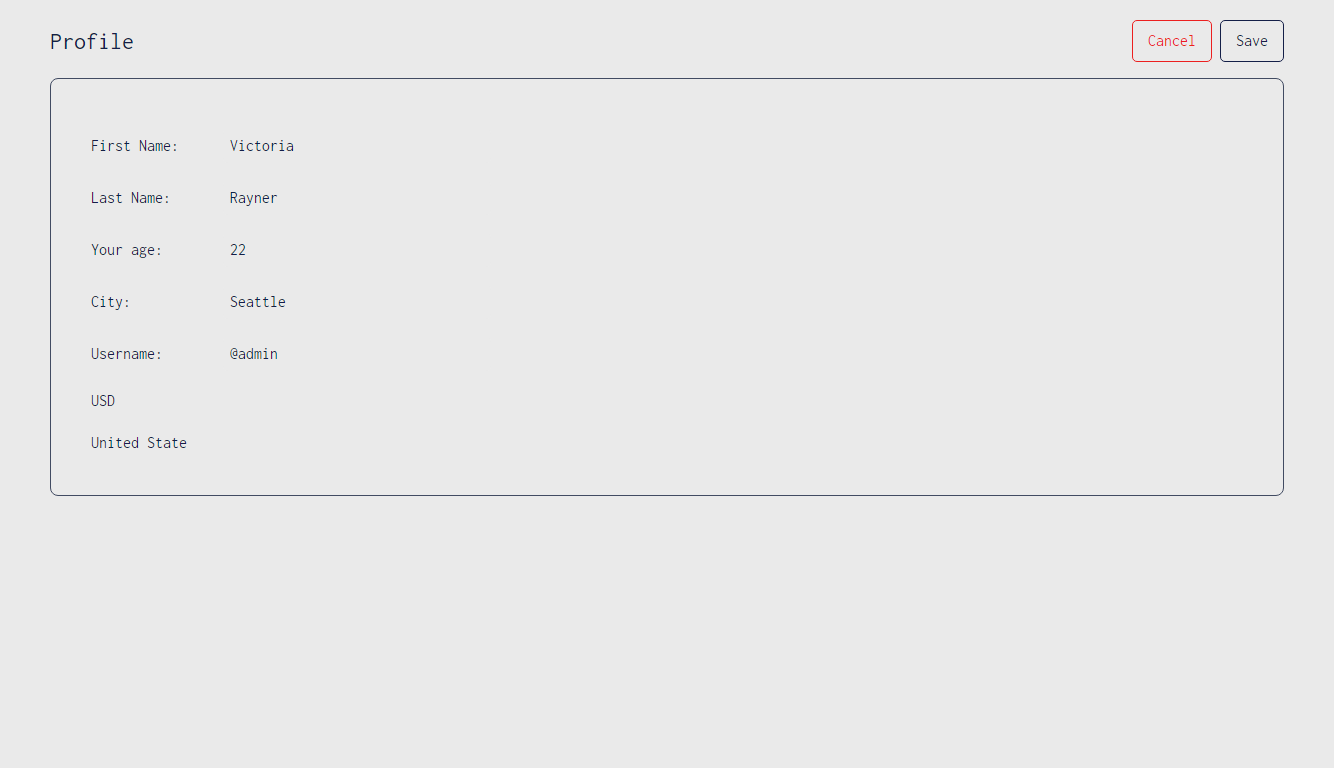 Profile
Cancel
Save
First Name: Victoria
Last Name: Rayner
Your age: 22
City: Seattle
Username: @admin
USD
United State